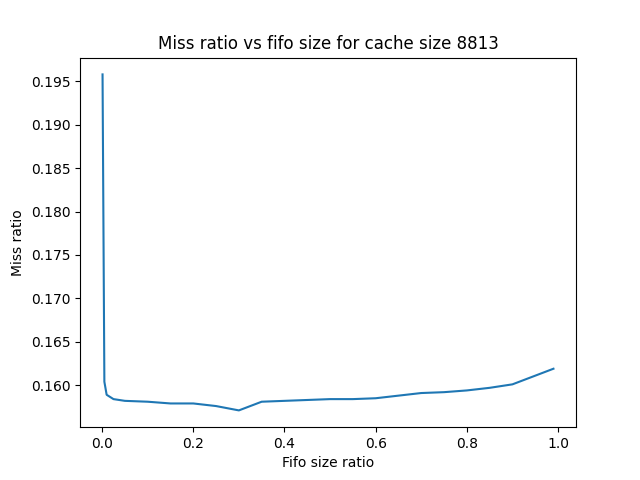 Miss ratio vs fifo size for cache size 8813
0.195
0.190
0.185
0.180
0.175
0.170
0.165
0.160
Miss ratio
0.0 0.2 0.4 0.6 0.8 1.0
Fifo size ratio